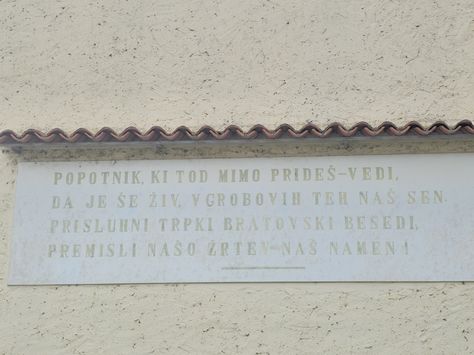 POPOTNIK, KI TOD MIMO PRIDEŠ-VEDI,
DA JE ŠE ŽIV, V GROBOVIH TEH NAŠ SEN.
PRISLUHNI TRPKI BRATOVSKI BESEDI,
PREMISLI NAŠO ŽRTEV-NAŠ NAMEN!